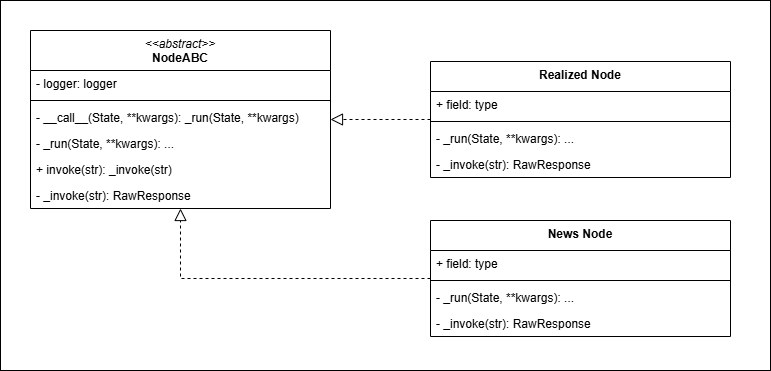 <<abstract>>
NodeABC
- logger: logger
- __call__(State, **kwargs): _run(State, **kwargs)
- _run(State, **kwargs): ...
+ invoke(str): _invoke(str)
- _invoke(str): RawResponse
Realized Node
+ field: type
- _run(State, **kwargs): ...
- _invoke(str): RawResponse
News Node
+ field: type
- _run(State, **kwargs): ...
- _invoke(str): RawResponse